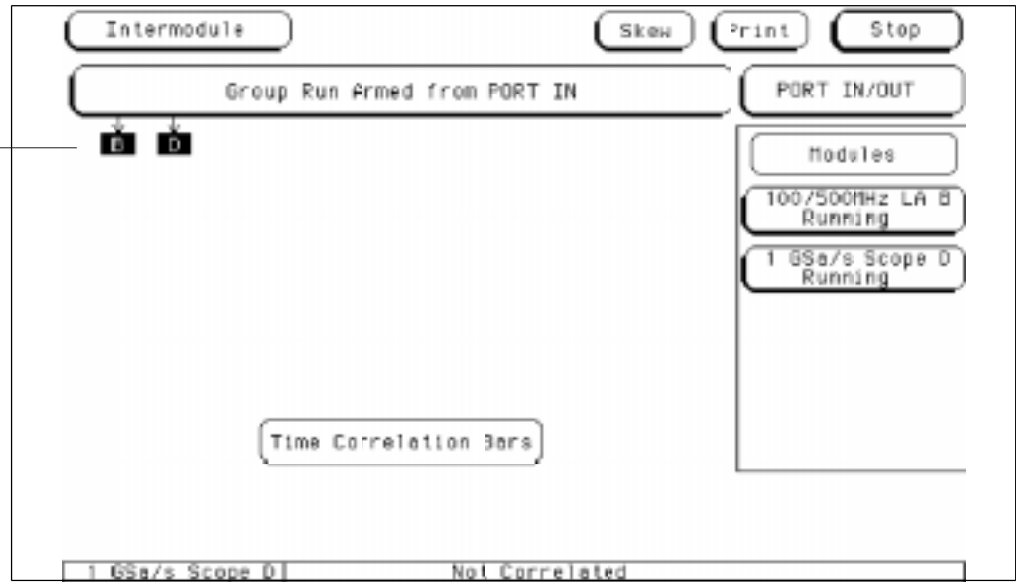 Intermodule
Skew
Print
Stop
Group Run Armed from PORT IN
PORT IN/OUT
B
D
Modules
100/500MHz LA B
Running
1 GSa/s Scope D
Running
Time Correlation Bars
1 GSa/s Scope D
Not Correlated